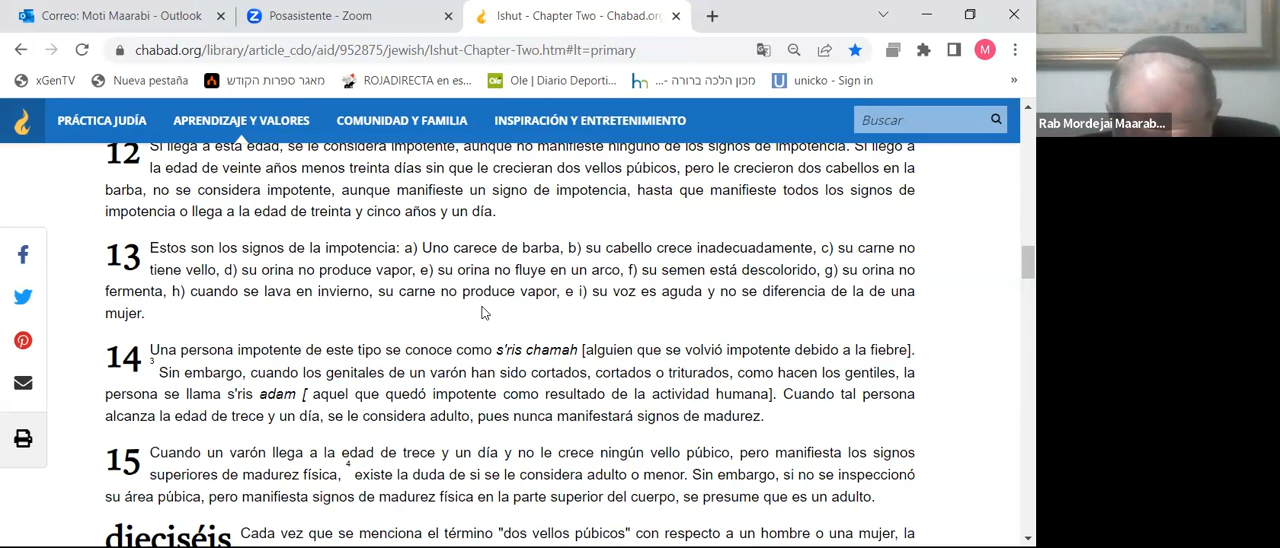 Correo: Moti Maarabi - Outlook
Posasistente - Zoom
Ishut - Chapter Two - Chabad.org
chabad.org/library/article_cdo/aid/952875/jewish/Ishut-Chapter-Two.htm#lt=primary
M
xGenTV
Nueva pestaña
מאגר ספרות הקודש
ROJADIRECTA en es...
Ole | Diario Deporti...
מכון הלכה ברורה -...
unicko - Sign in
»
PRÁCTICA JUDÍA
APRENDIZAJE Y VALORES
COMUNIDAD Y FAMILIA
INSPIRACIÓN Y ENTRETENIMIENTO
Buscar
Rab Mordejai Maarab...
12 Si llega a esta edad, se le considera impotente, aunque no manifieste ninguno de los signos de impotencia. Si llegó a
la edad de veinte años menos treinta días sin que le crecieran dos vellos púbicos, pero le crecieron dos cabellos en la
barba, no se considera impotente, aunque manifieste un signo de impotencia, hasta que manifieste todos los signos de
impotencia o llega a la edad de treinta y cinco años y un día.
13 Estos son los signos de la impotencia: a) Uno carece de barba, b) su cabello crece inadecuadamente, c) su carne no
tiene vello, d) su orina no produce vapor, e) su orina no fluye en un arco, f) su semen está descolorido, g) su orina no
fermenta, h) cuando se lava en invierno, su carne no produce vapor, e i) su voz es aguda y no se diferencia de la de una
mujer.
14 Una persona impotente de este tipo se conoce como s'ris chamah [alguien que se volvió impotente debido a la fiebre].
3 Sin embargo, cuando los genitales de un varón han sido cortados, cortados o triturados, como hacen los gentiles, la
persona se llama s'ris adam [ aquel que quedó impotente como resultado de la actividad humana]. Cuando tal persona
alcanza la edad de trece y un día, se le considera adulto, pues nunca manifestará signos de madurez.
15 Cuando un varón llega a la edad de trece y un día y no le crece ningún vello púbico, pero manifiesta los signos
superiores de madurez física, 4 existe la duda de si se le considera adulto o menor. Sin embargo, si no se inspeccionó
su área púbica, pero manifiesta signos de madurez física en la parte superior del cuerpo, se presume que es un adulto.
dieciséis Cada vez que se menciona el término "dos vellos púbicos" con respecto a un hombre o una mujer, la